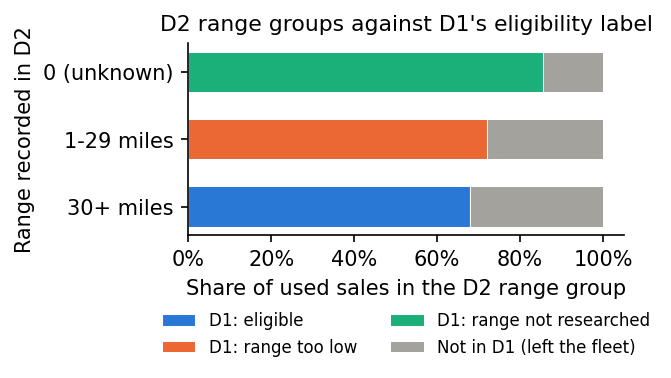 D2 range groups against D1's eligibility label
Range recorded in D2
0 (unknown)
1-29 miles
30+ miles
0%
20%
40%
60%
80%
100%
Share of used sales in the D2 range group
D1: eligible
D1: range too low
D1: range not researched
Not in D1 (left the fleet)